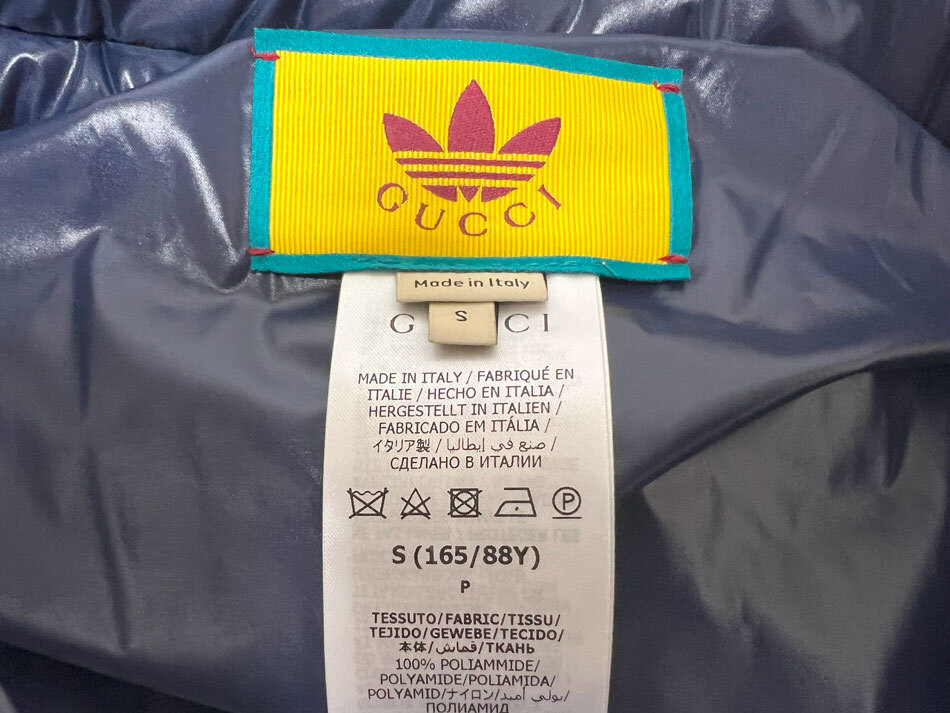 GUCCI
Made in Italy
S
G CI
MADE IN ITALY / FABRIQUÉ EN
ITALIE / HECHO EN ITALIA /
HERGESTELLT IN ITALIEN /
FABRICADO EM ITÁLIA /
イタリア製 / صنع في إيطاليا /
СДЕЛАНО В ИТАЛИИ
P
S (165/88Y)
P
TESSUTO/FABRIC/TISSU/
TEJIDO/GEWEBE/TECIDO/
本体/قماش/ТКАНЬ
100% POLIAMMIDE/
POLYAMIDE/POLIAMIDA/
POLYAMID/ナイロン/بولي أميد/
ПОЛИАМИД